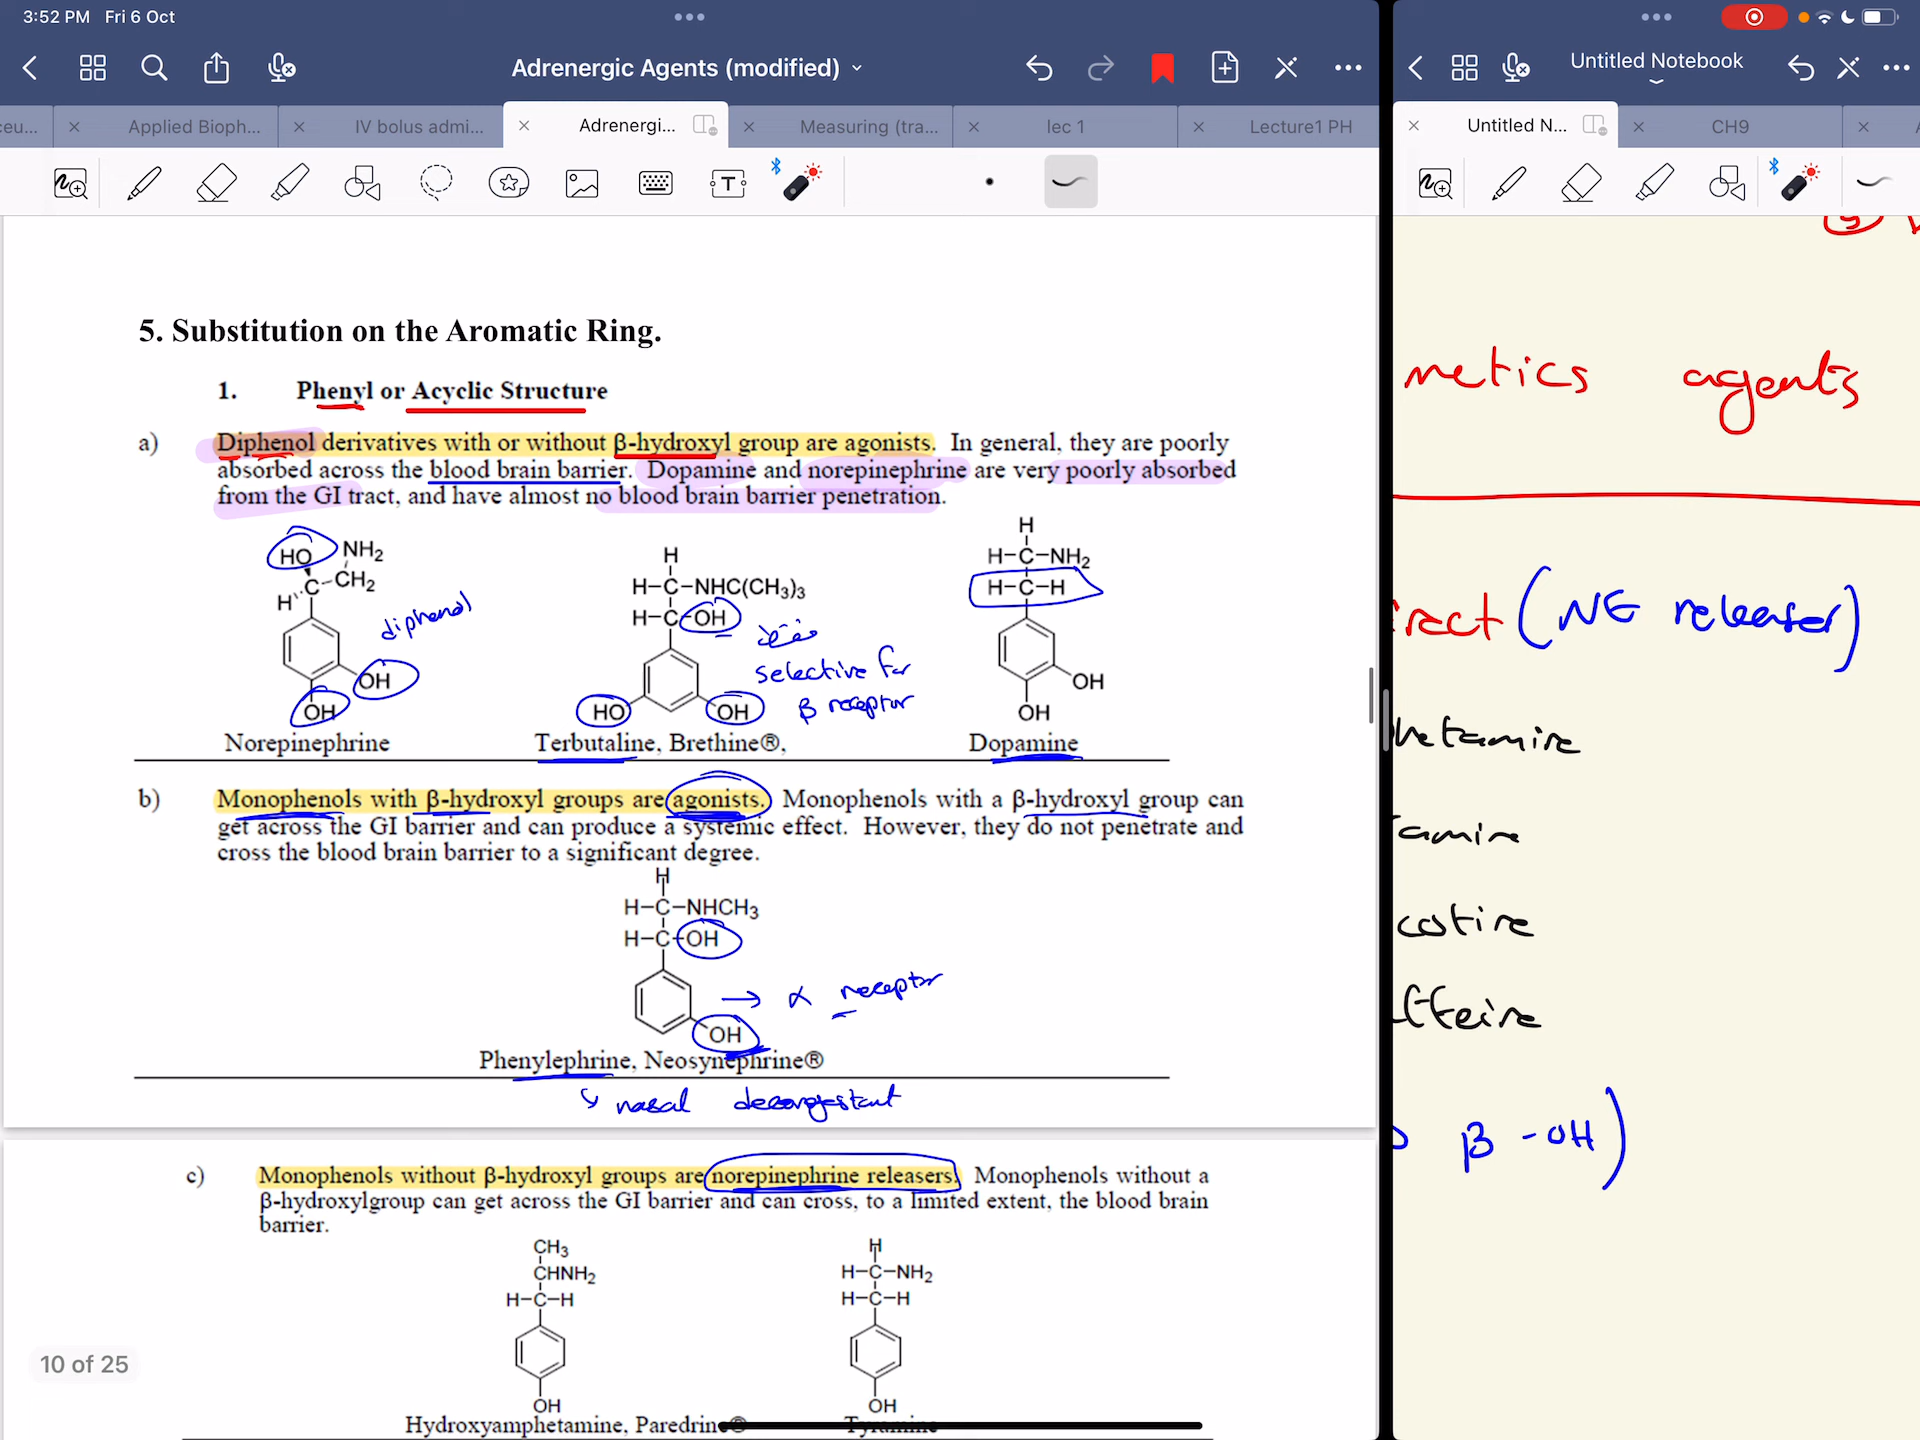 3:52 PM Fri 6 Oct
Adrenergic Agents (modified)
Untitled Notebook
ceu...
Applied Bioph...
IV bolus admi...
Adrenergi...
Measuring (tra...
lec 1
Lecture1 PH
Untitled N...
CH9
5. Substitution on the Aromatic Ring.
1. Phenyl or Acyclic Structure
a) Diphenol derivatives with or without β-hydroxyl group are agonists. In general, they are poorly
absorbed across the blood brain barrier. Dopamine and norepinephrine are very poorly absorbed
from the GI tract, and have almost no blood brain barrier penetration.
HO NH2
C--CH2
H
diphenol
OH
OH
Norepinephrine
H
H-C-NHC(CH3)3
H-C-OH
selective for
β receptor
HO OH
Terbutaline, Brethine®,
H
H-C-NH2
H-C-H
OH
OH
Dopamine
b) Monophenols with β-hydroxyl groups are agonists. Monophenols with a β-hydroxyl group can
get across the GI barrier and can produce a systemic effect. However, they do not penetrate and
cross the blood brain barrier to a significant degree.
H
H-C-NHCH3
H-C-OH
→ α receptor
OH
Phenylephrine, Neosynephrine®
nasal decongestant
c) Monophenols without β-hydroxyl groups are norepinephrine releasers. Monophenols without a
β-hydroxylgroup can get across the GI barrier and can cross, to a limited extent, the blood brain
barrier.
CH3
CHNH2
H-C-H
OH
Hydroxyamphetamine, Paredrine®
H
H-C-NH2
H-C-H
OH
Tyramine
10 of 25
metics agents
irect (NE releaser)
hetamine
amine
cotine
ffeine
β -OH)